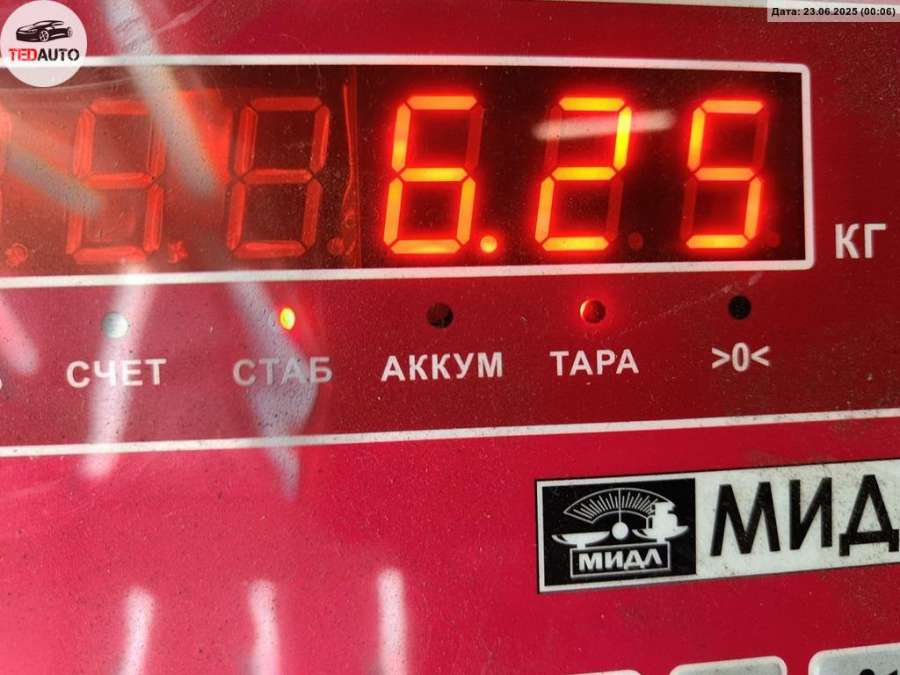 Дата: 23.06.2025 (00:06)
TEDAUTO
6.25
КГ
СЧЕТ СТАБ АККУМ ТАРА >0<
МИДЛ
МИД